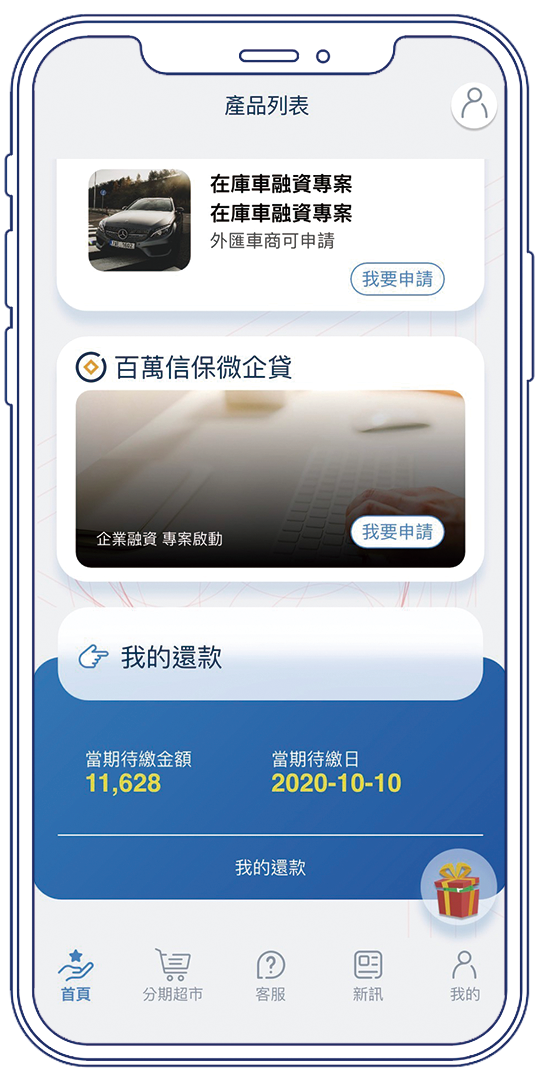 產品列表
在庫車融資專案
在庫車融資專案
外匯車商可申請
我要申請
百萬信保微企貸
企業融資 專案啟動
我要申請
我的還款
當期待繳金額
當期待繳日
11,628
2020-10-10
我的還款
首頁
分期超市
客服
新訊
我的